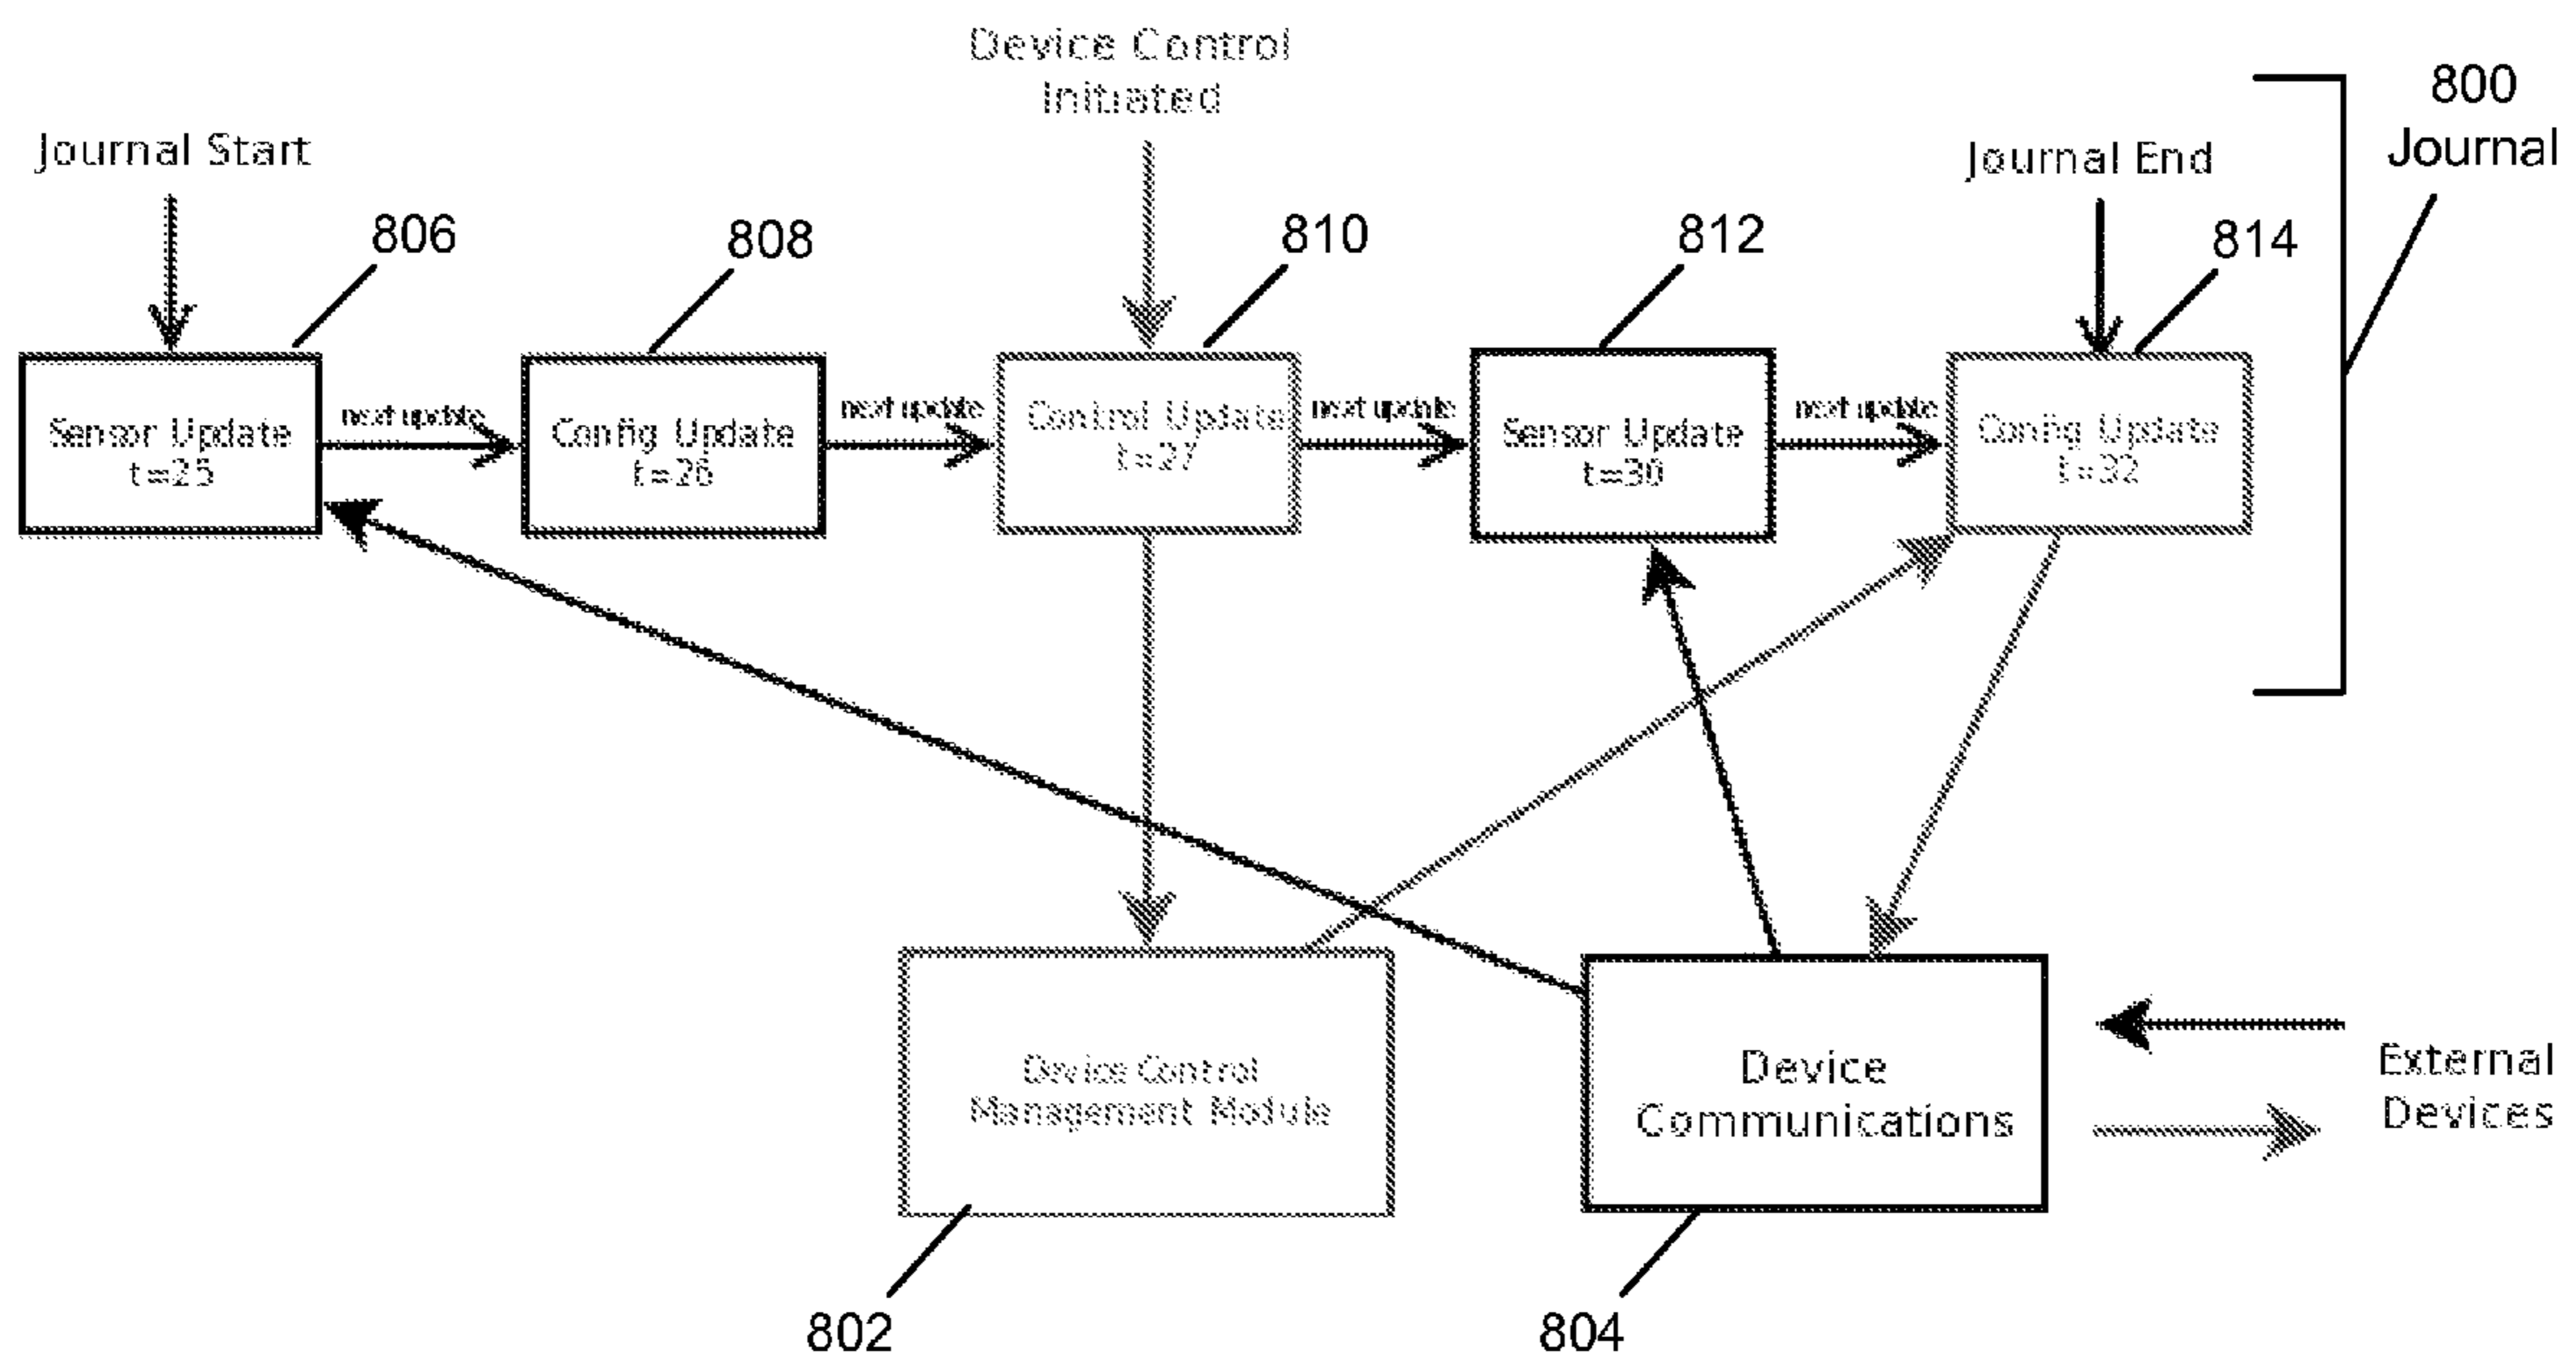 Device Control
Initiated
800
Journal
Journal Start
Journal End
806
808
810
812
814
Sensor Update
t=25
next update
Config Update
t=26
next update
Control Update
t=27
next update
Sensor Update
t=30
next update
Config Update
t=32
Device Control
Management Module
Device
Communications
External
Devices
802
804